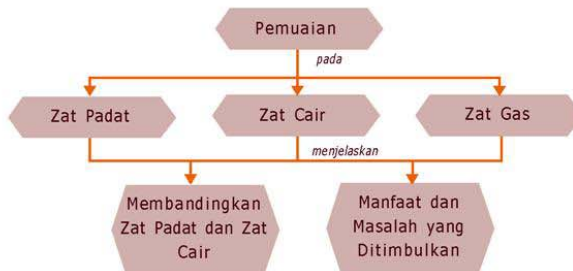 Pemuaian
pada
Zat Padat
Zat Cair
Zat Gas
menjelaskan
Membandingkan
Zat Padat dan Zat
Cair
Manfaat dan
Masalah yang
Ditimbulkan